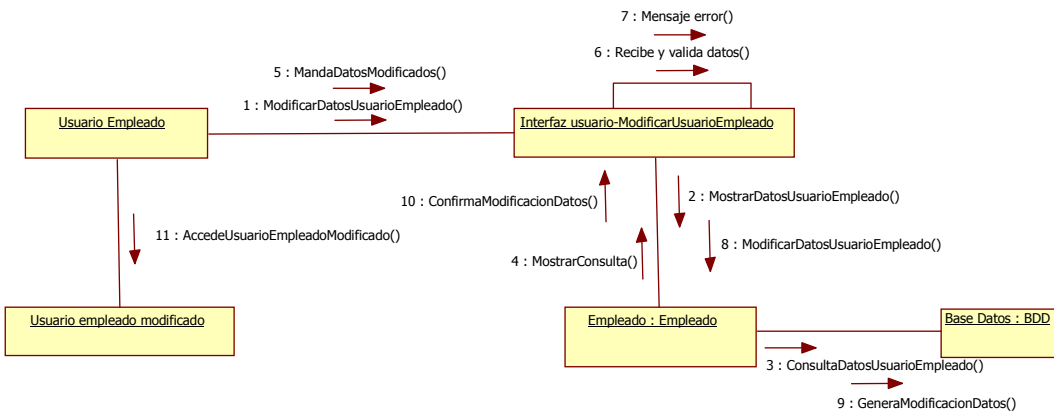 7 : Mensaje error()
6 : Recibe y valida datos()
5 : MandaDatosModificados()
1 : ModificarDatosUsuarioEmpleado()
Usuario Empleado
Interfaz usuario-ModificarUsuarioEmpleado
10 : ConfirmaModificacionDatos()
2 : MostrarDatosUsuarioEmpleado()
11 : AccedeUsuarioEmpleadoModificado()
8 : ModificarDatosUsuarioEmpleado()
4 : MostrarConsulta()
Usuario empleado modificado
Empleado : Empleado
Base Datos : BDD
3 : ConsultaDatosUsuarioEmpleado()
9 : GeneraModificacionDatos()